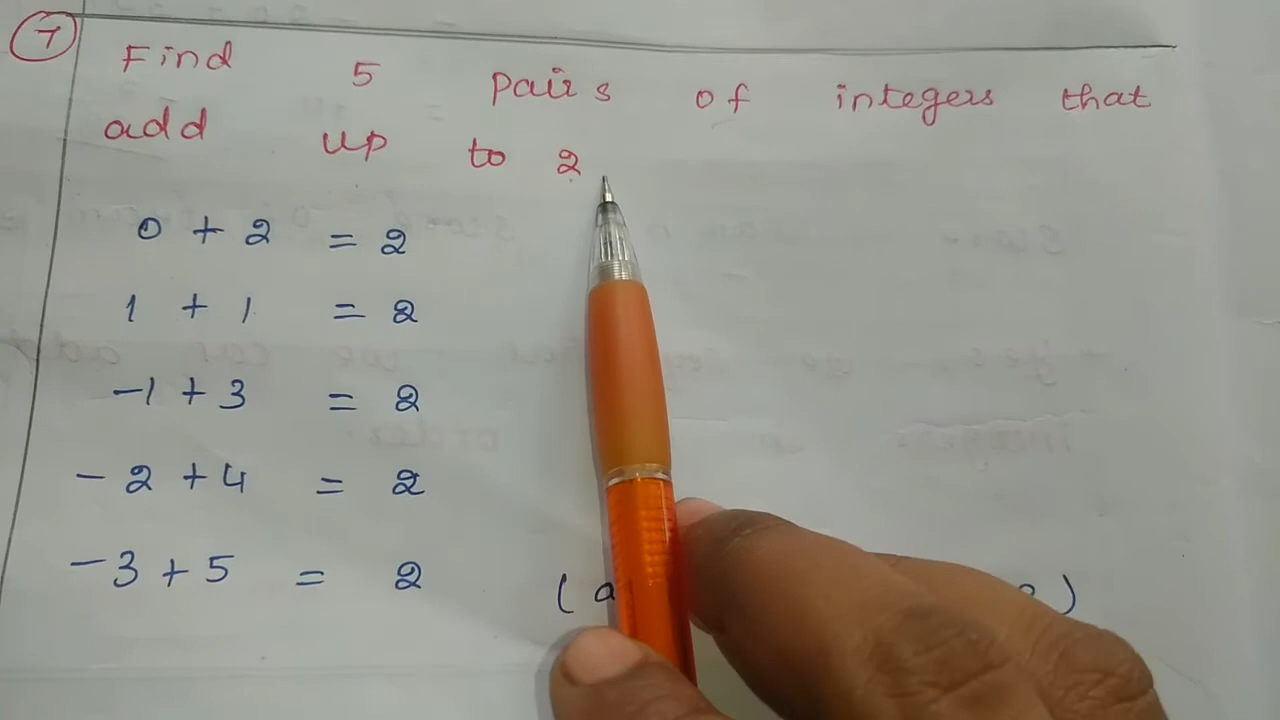 7 Find 5 pairs of integers that
add up to 2
0 + 2 = 2
1 + 1 = 2
-1 + 3 = 2
-2 + 4 = 2
-3 + 5 = 2 (a )